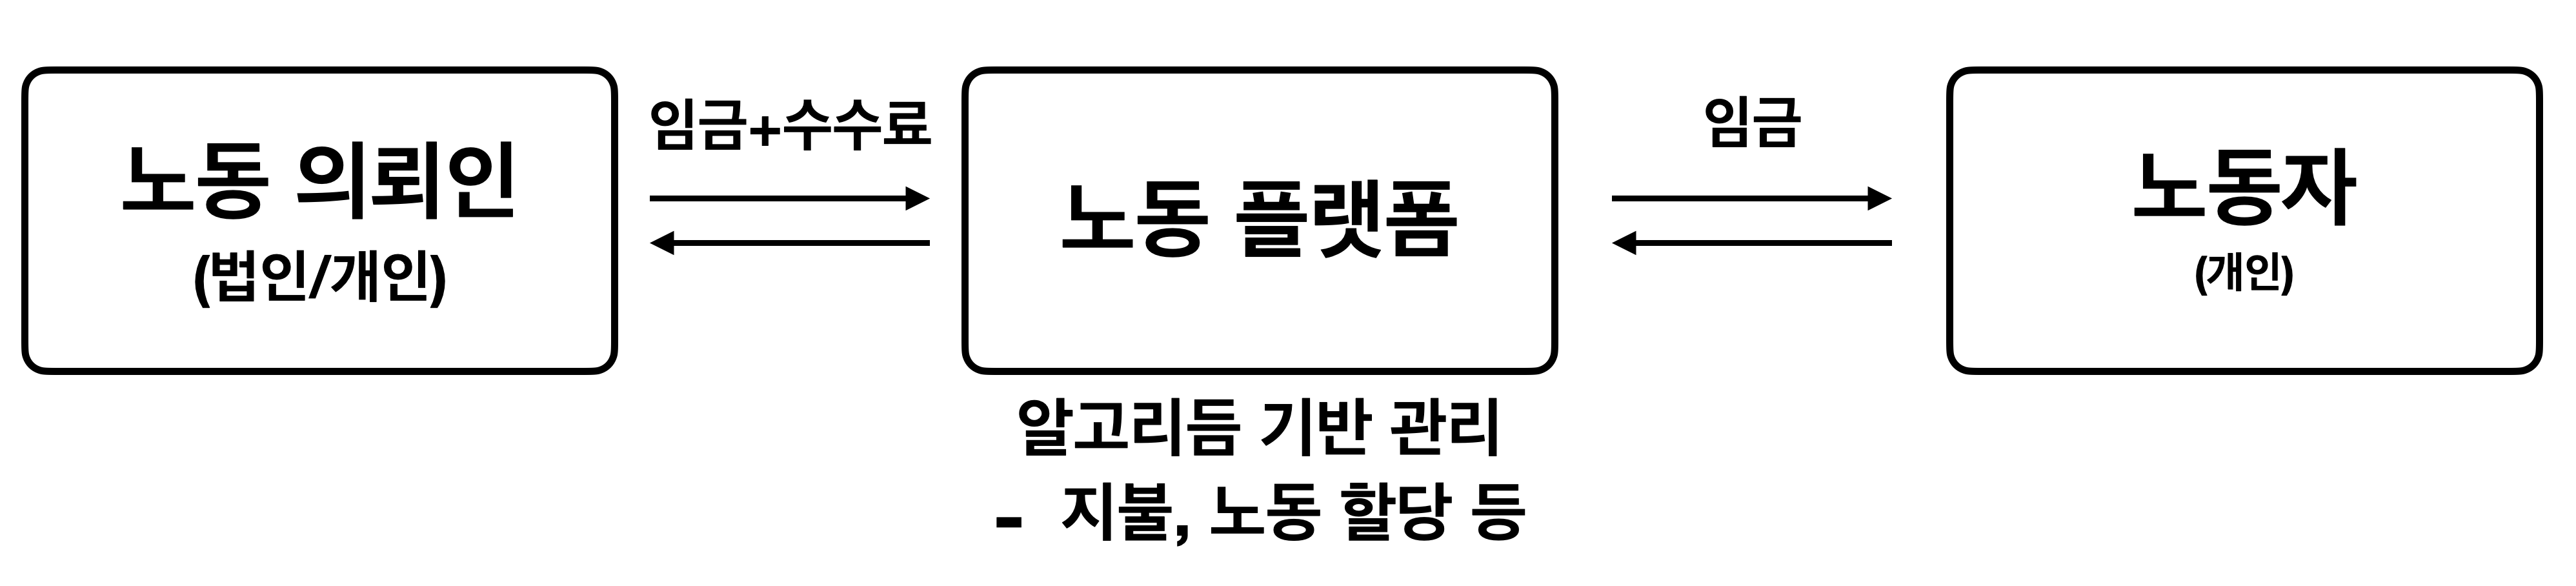 노동 의뢰인
(법인/개인)
임금+수수료
노동 플랫폼
알고리듬 기반 관리
- 지불, 노동 할당 등
임금
노동자
(개인)